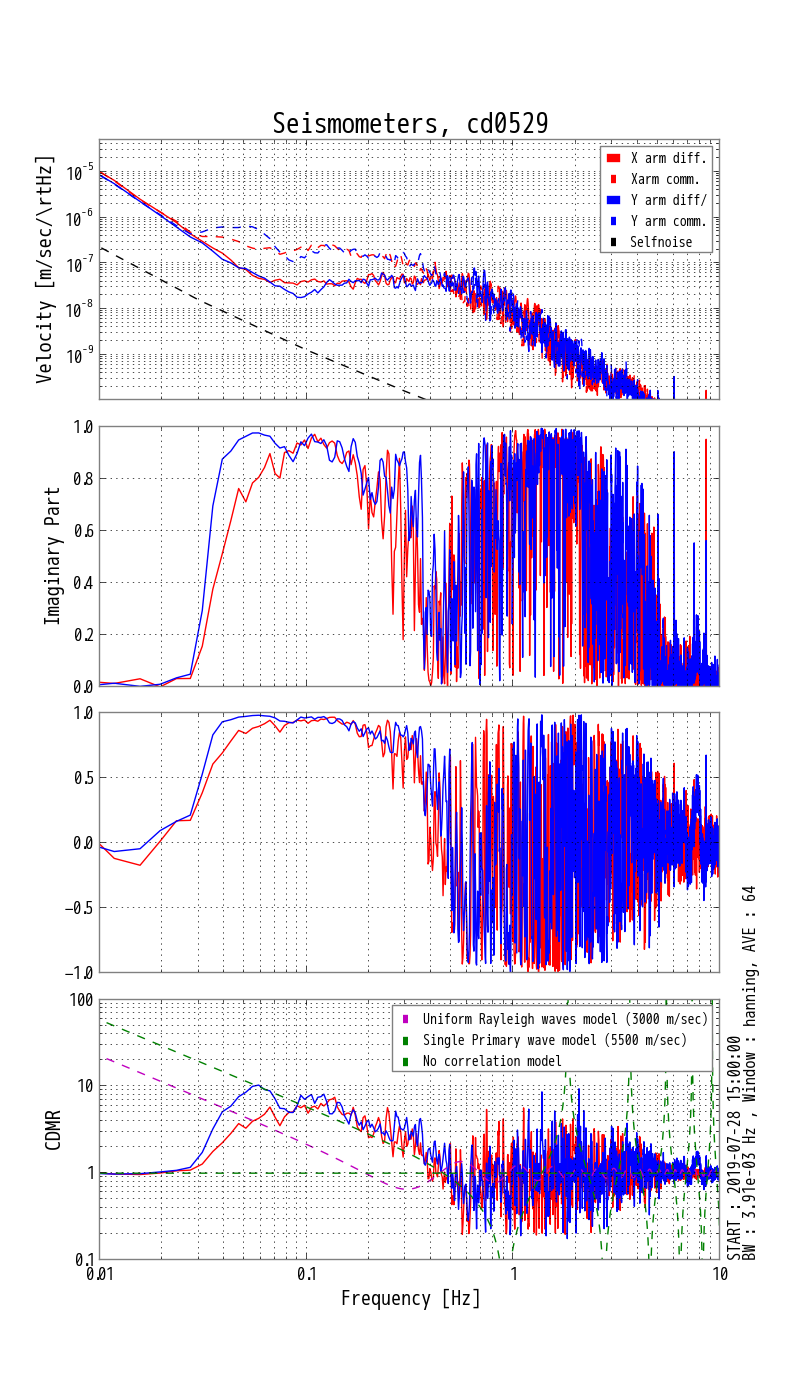 Seismometers, cd0529
Velocity [m/sec/\rtHz]
10^-5
10^-6
10^-7
10^-8
10^-9
X arm diff.
Xarm comm.
Y arm diff/
Y arm comm.
Selfnoise
Imaginary Part
1.0
0.8
0.6
0.4
0.2
0.0
1.0
0.5
0.0
−0.5
−1.0
CDMR
100
10
1
0.1
Uniform Rayleigh waves model (3000 m/sec)
Single Primary wave model (5500 m/sec)
No correlation model
0.01
0.1
1
10
Frequency [Hz]
START : 2019-07-28 15:00:00
BW : 3.91e-03 Hz , Window : hanning, AVE : 64